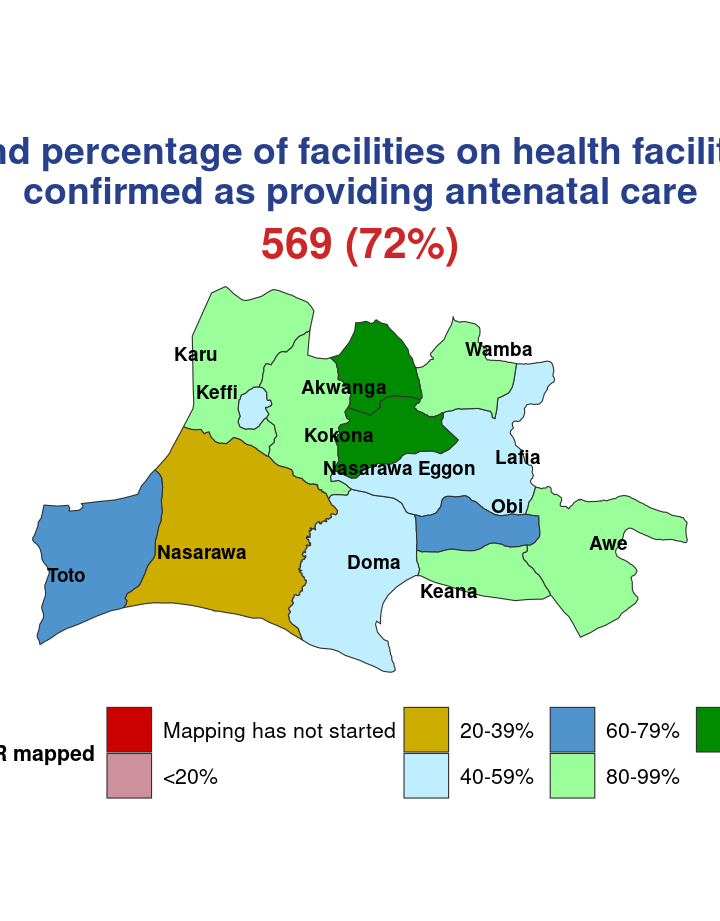 nd percentage of facilities on health facilit
confirmed as providing antenatal care
569 (72%)
Karu
Wamba
Keffi
Akwanga
Kokona
Nasarawa Eggon
Lafia
Obi
Nasarawa
Awe
Doma
Toto
Keana
R mapped
Mapping has not started
20-39%
60-79%
<20%
40-59%
80-99%